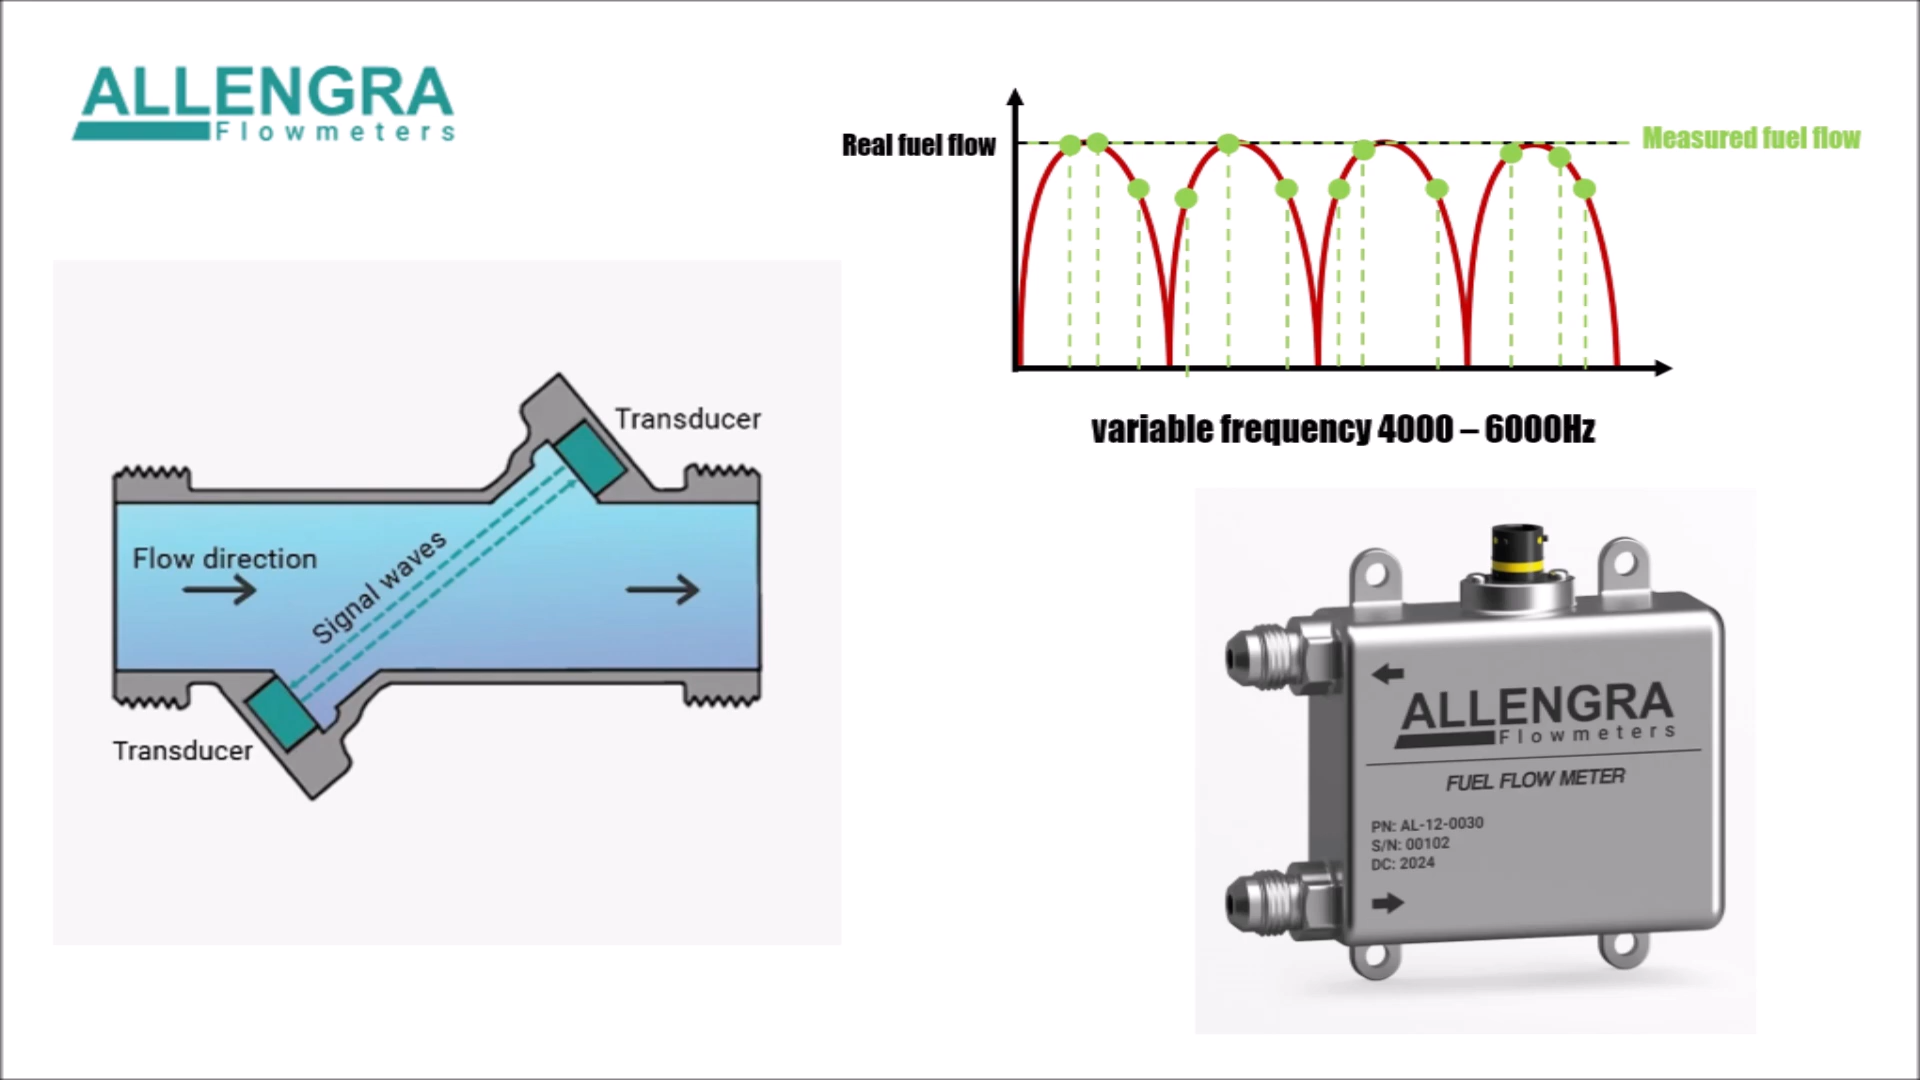 ALLENGRA
Flowmeters
Real fuel flow
Measured fuel flow
variable frequency 4000 – 6000Hz
Transducer
Flow direction
Signal waves
Transducer
ALLENGRA
Flowmeters
FUEL FLOW METER
PN: AL-12-0030
S/N: 00102
DC: 2024